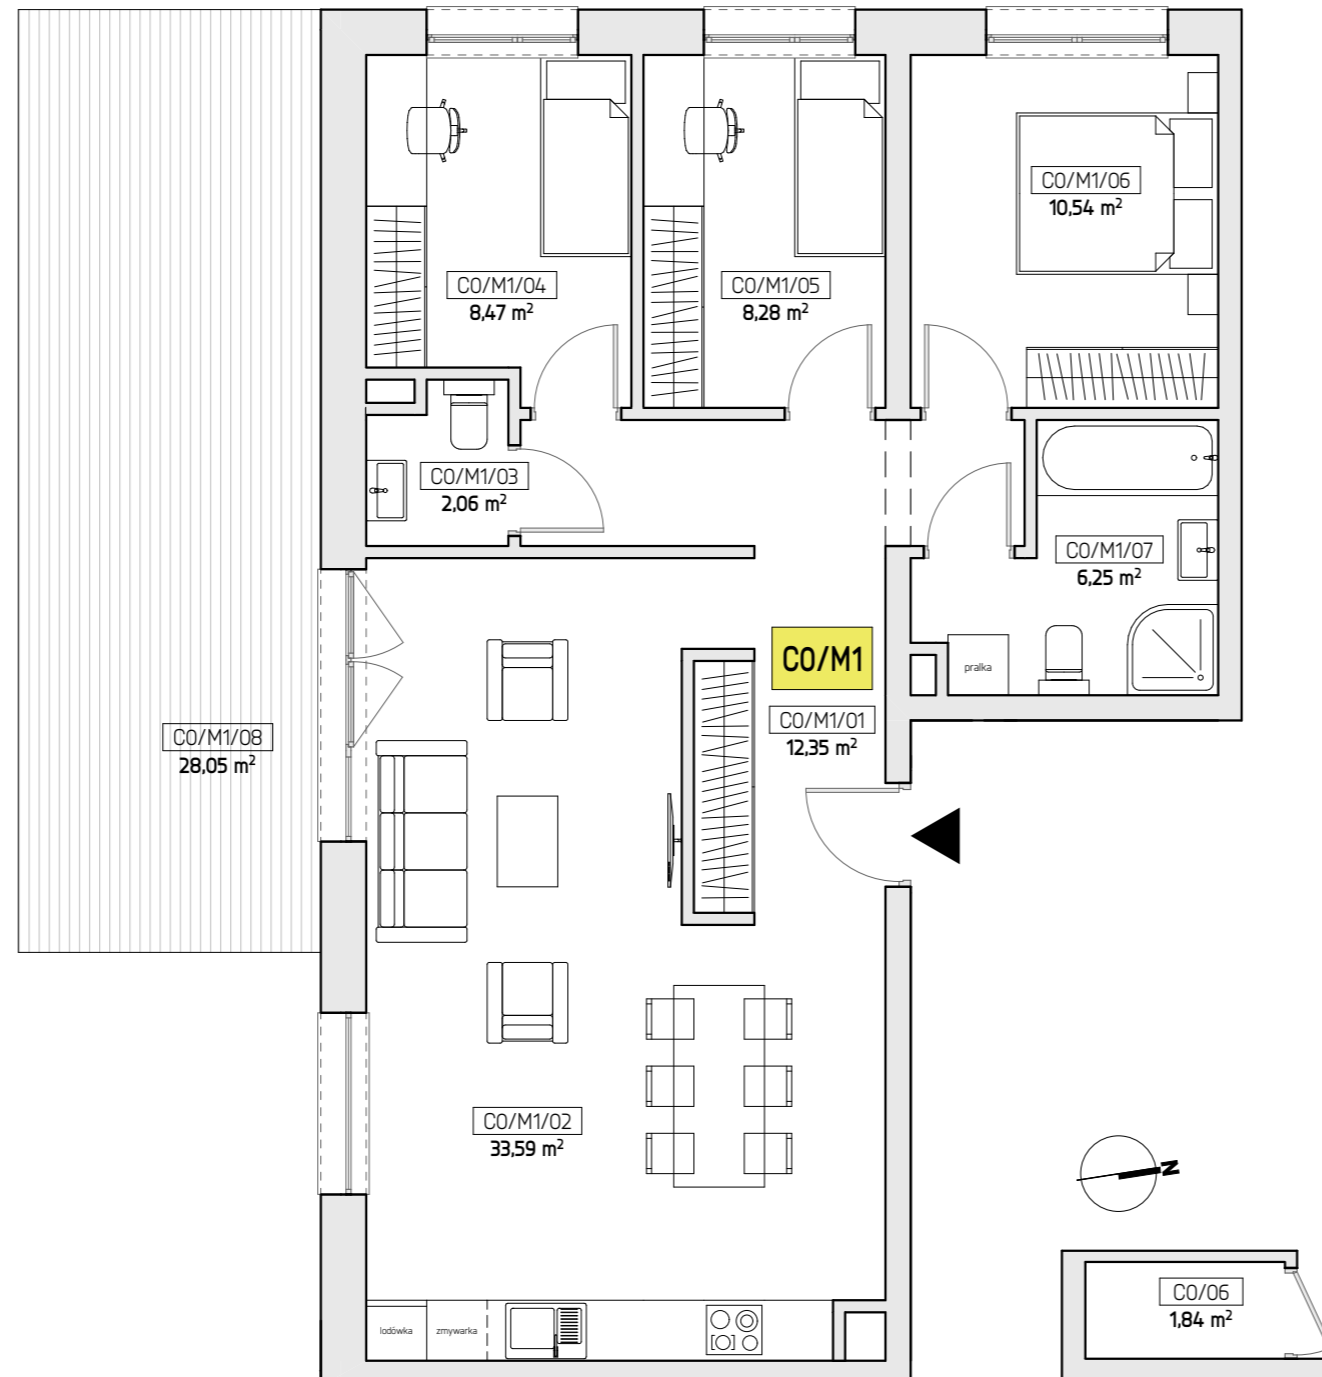 C0/M1/06
10,54 m²
C0/M1/04
8,47 m²
C0/M1/05
8,28 m²
C0/M1/03
2,06 m²
C0/M1/07
6,25 m²
pralka
C0/M1
C0/M1/01
12,35 m²
C0/M1/08
28,05 m²
C0/M1/02
33,59 m²
N
C0/06
1,84 m²
lodówka
zmywarka